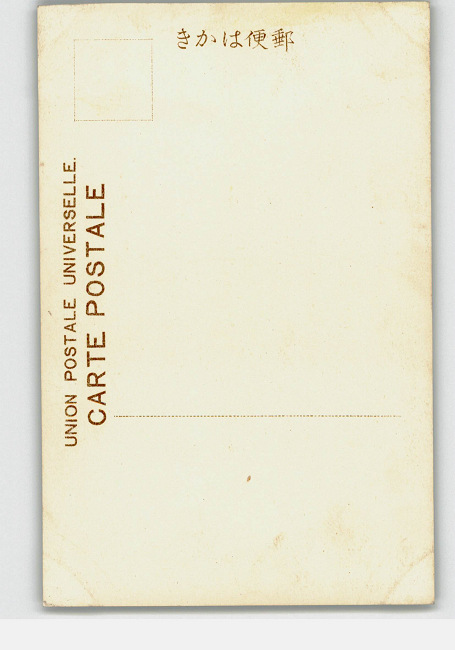 郵便はかき
UNION POSTALE UNIVERSELLE.
CARTE POSTALE